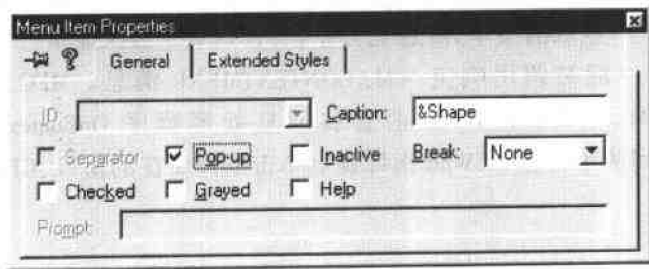 Menu Item Properties
General Extended Styles
ID: Caption: &Shape
Separator Pop-up Inactive Break: None
Checked Grayed Help
Prompt: